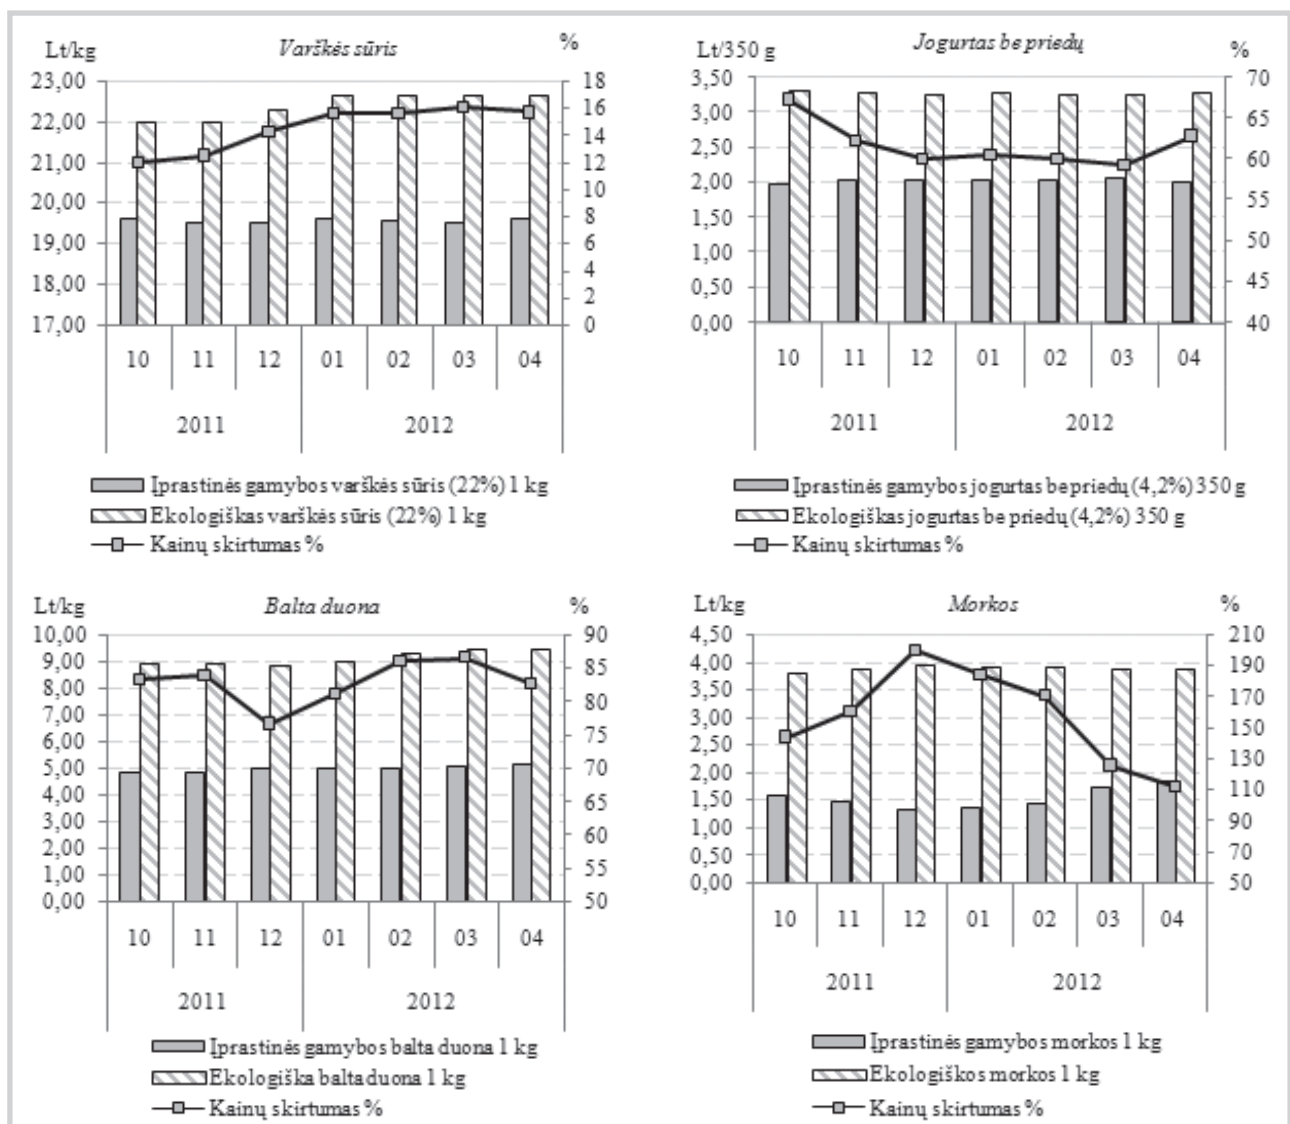 Lt/kg Varškės sūris %
23,00 18
22,00 16
21,00 14
20,00 12
19,00 10
18,00 8
17,00 6
4
2
0
10 11 12 01 02 03 04
2011 2012
Įprastinės gamybos varškės sūris (22%) 1 kg
Ekologiškas varškės sūris (22%) 1 kg
Kainų skirtumas %
Lt/350 g Jogurtas be priedų %
3,50 70
3,00 65
2,50 60
2,00 55
1,50 50
1,00 45
0,50 40
0,00
10 11 12 01 02 03 04
2011 2012
Įprastinės gamybos jogurtas be priedų (4,2%) 350 g
Ekologiškas jogurtas be priedų (4,2%) 350 g
Kainų skirtumas %
Lt/kg Balta duona %
10,00 90
9,00 85
8,00 80
7,00 75
6,00 70
5,00 65
4,00 60
3,00 55
2,00 50
1,00
0,00
10 11 12 01 02 03 04
2011 2012
Įprastinės gamybos balta duona 1 kg
Ekologiška balta duona 1 kg
Kainų skirtumas %
Lt/kg Morkos %
4,50 210
4,00 190
3,50 170
3,00 150
2,50 130
2,00 110
1,50 90
1,00 70
0,50 50
0,00
10 11 12 01 02 03 04
2011 2012
Įprastinės gamybos morkos 1 kg
Ekologiškos morkos 1 kg
Kainų skirtumas %